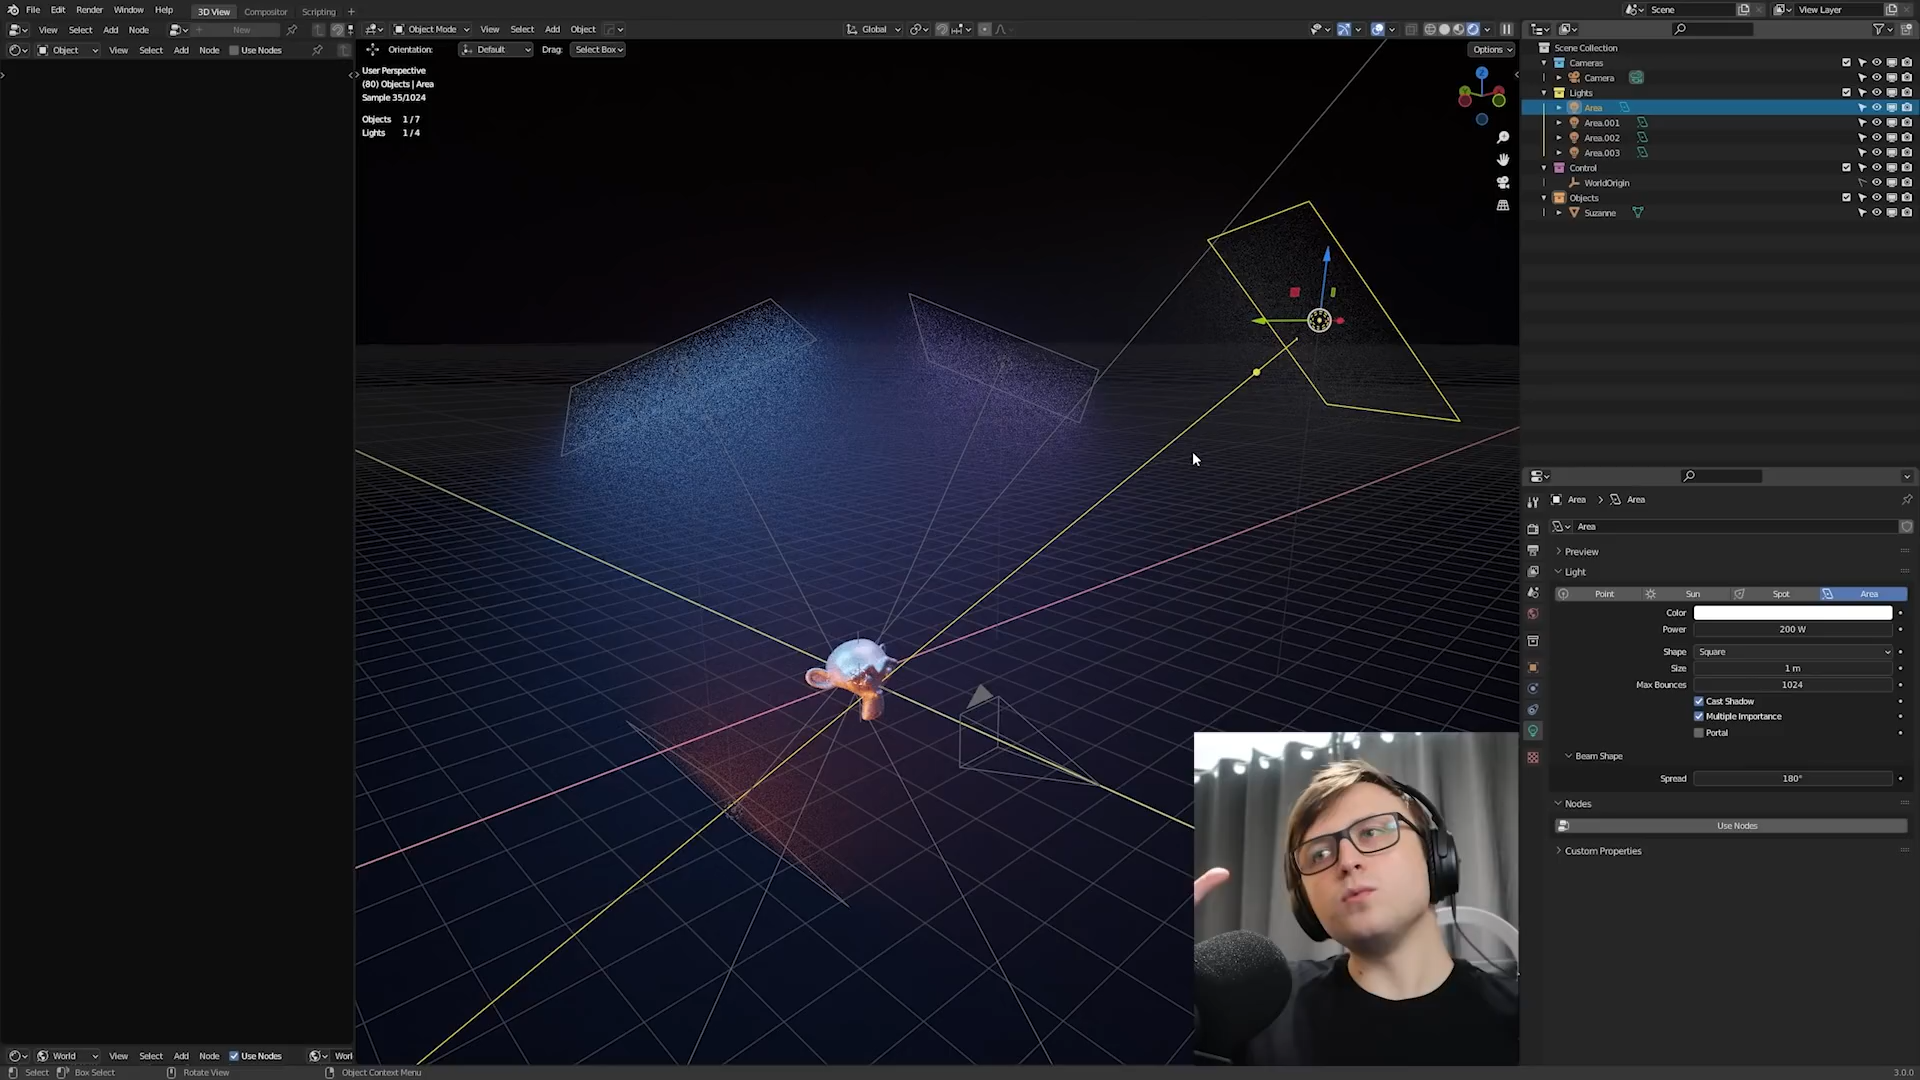 File Edit Render Window Help 3D View Compositor Scripting + Scene View Layer
View Select Add Node New Object Mode View Select Add Object Global
Object View Select Add Node Use Nodes Orientation: Default Drag: Select Box Options
User Perspective
(80) Objects | Area
Sample 35/1024
Objects 1/7
Lights 1/4
Scene Collection
Cameras
Camera
Lights
Area
Area.001
Area.002
Area.003
Control
WorldOrigin
Objects
Suzanne
Area > Area
Area
Preview
Light
Point Sun Spot Area
Color
Power 200 W
Shape Square
Size 1 m
Max Bounces 1024
Cast Shadow
Multiple Importance
Portal
Beam Shape
Spread 180°
Nodes
Use Nodes
Custom Properties
World View Select Add Node Use Nodes Worl
Select Box Select Rotate View Object Context Menu 3.0.0